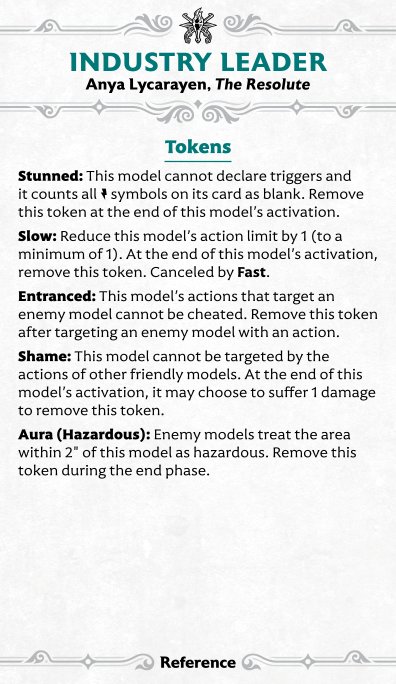 INDUSTRY LEADER
Anya Lycarayen, The Resolute
Tokens
Stunned: This model cannot declare triggers and
it counts all symbols on its card as blank. Remove
this token at the end of this model's activation.
Slow: Reduce this model's action limit by 1 (to a
minimum of 1). At the end of this model's activation,
remove this token. Canceled by Fast.
Entranced: This model's actions that target an
enemy model cannot be cheated. Remove this token
after targeting an enemy model with an action.
Shame: This model cannot be targeted by the
actions of other friendly models. At the end of this
model's activation, it may choose to suffer 1 damage
to remove this token.
Aura (Hazardous): Enemy models treat the area
within 2" of this model as hazardous. Remove this
token during the end phase.
Reference